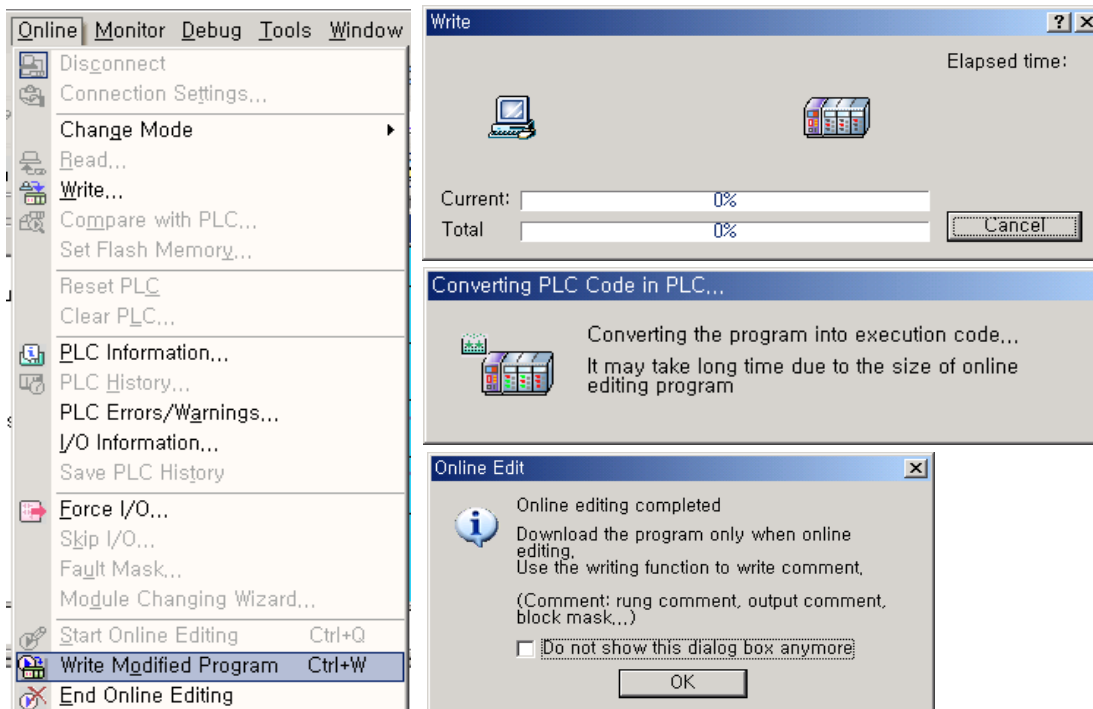 Online Monitor Debug Tools Window
Disconnect
Connection Settings...
Change Mode
Read...
Write...
Compare with PLC...
Set Flash Memory...
Reset PLC
Clear PLC...
PLC Information...
PLC History...
PLC Errors/Warnings...
I/O Information...
Save PLC History
Force I/O...
Skip I/O...
Fault Mask...
Module Changing Wizard...
Start Online Editing Ctrl+Q
Write Modified Program Ctrl+W
End Online Editing
Write
Elapsed time:
Current: 0%
Total 0%
Cancel
Converting PLC Code in PLC...
Converting the program into execution code...
It may take long time due to the size of online
editing program
Online Edit
Online editing completed
Download the program only when online
editing.
Use the writing function to write comment.
(Comment: rung comment, output comment,
block mask...)
Do not show this dialog box anymore
OK